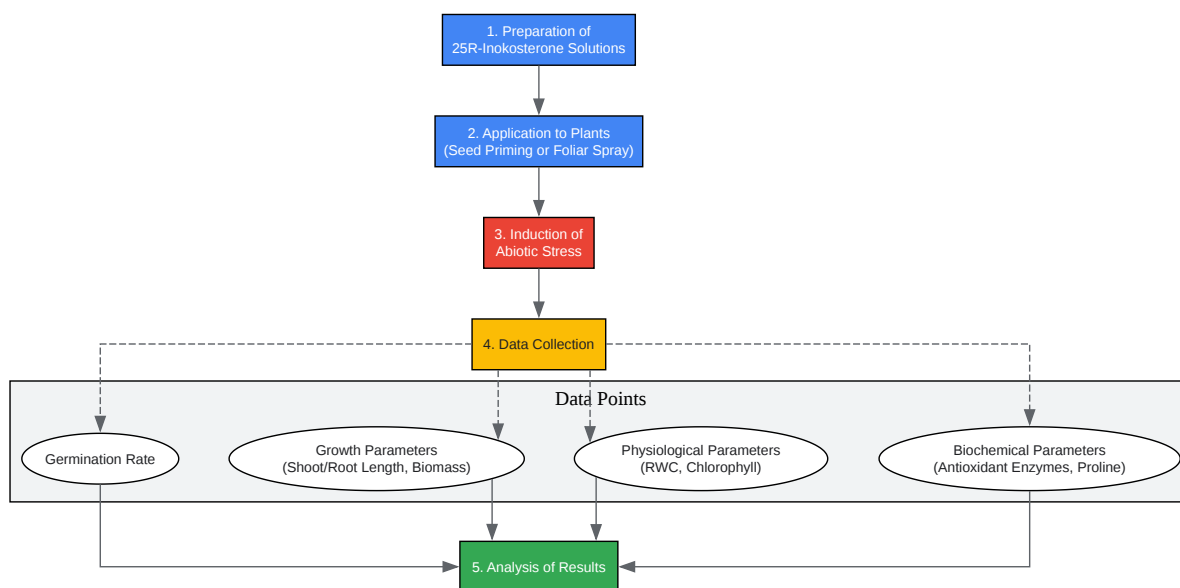 1. Preparation of
25R-Inokosterone Solutions
2. Application to Plants
(Seed Priming or Foliar Spray)
3. Induction of
Abiotic Stress
4. Data Collection
Data Points
Germination Rate
Growth Parameters
(Shoot/Root Length, Biomass)
Physiological Parameters
(RWC, Chlorophyll)
Biochemical Parameters
(Antioxidant Enzymes, Proline)
5. Analysis of Results